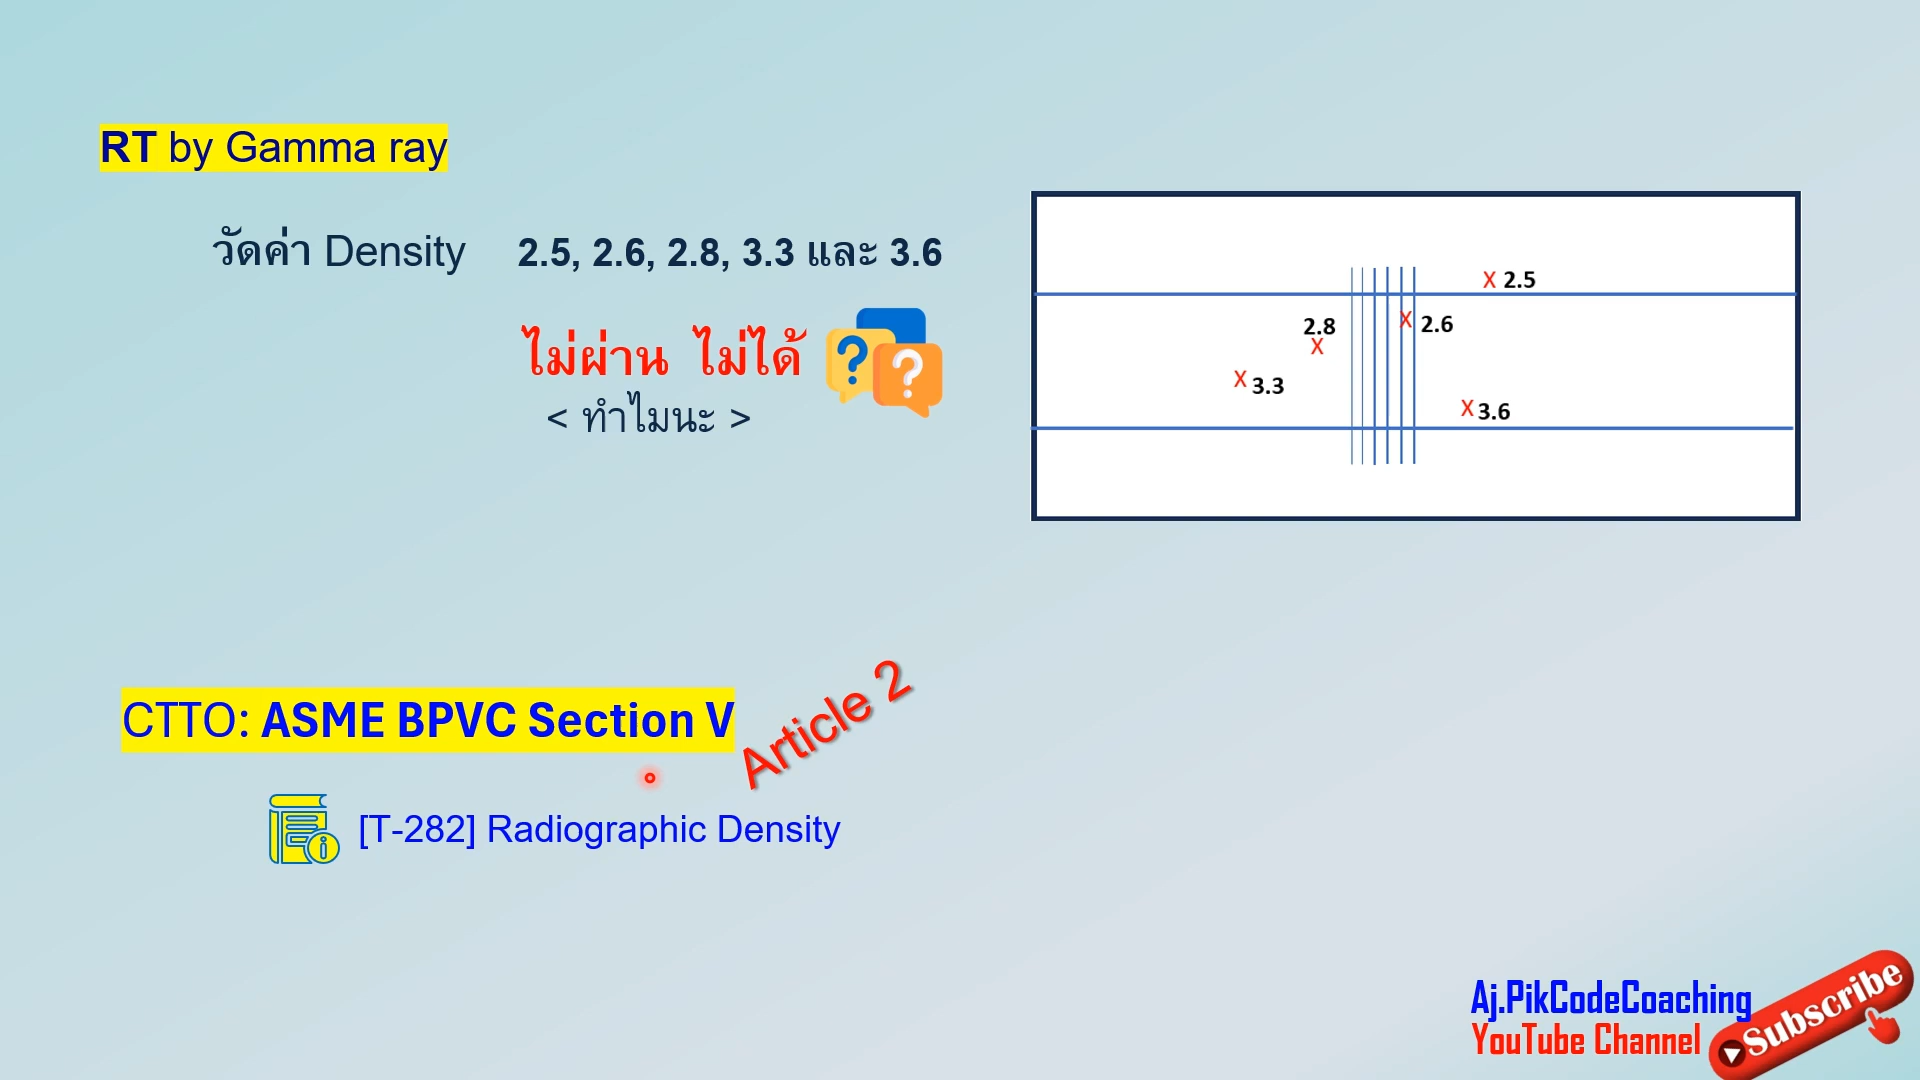 RT by Gamma ray
วัดค่า Density 2.5, 2.6, 2.8, 3.3 และ 3.6
ไม่ผ่าน ไม่ได้
? ?
< ทำไมนะ >
X 2.5
2.8
X
X 2.6
X 3.3
X 3.6
CTTO: ASME BPVC Section V
Article 2
[T-282] Radiographic Density
Aj.PikCodeCoaching
YouTube Channel
Subscribe